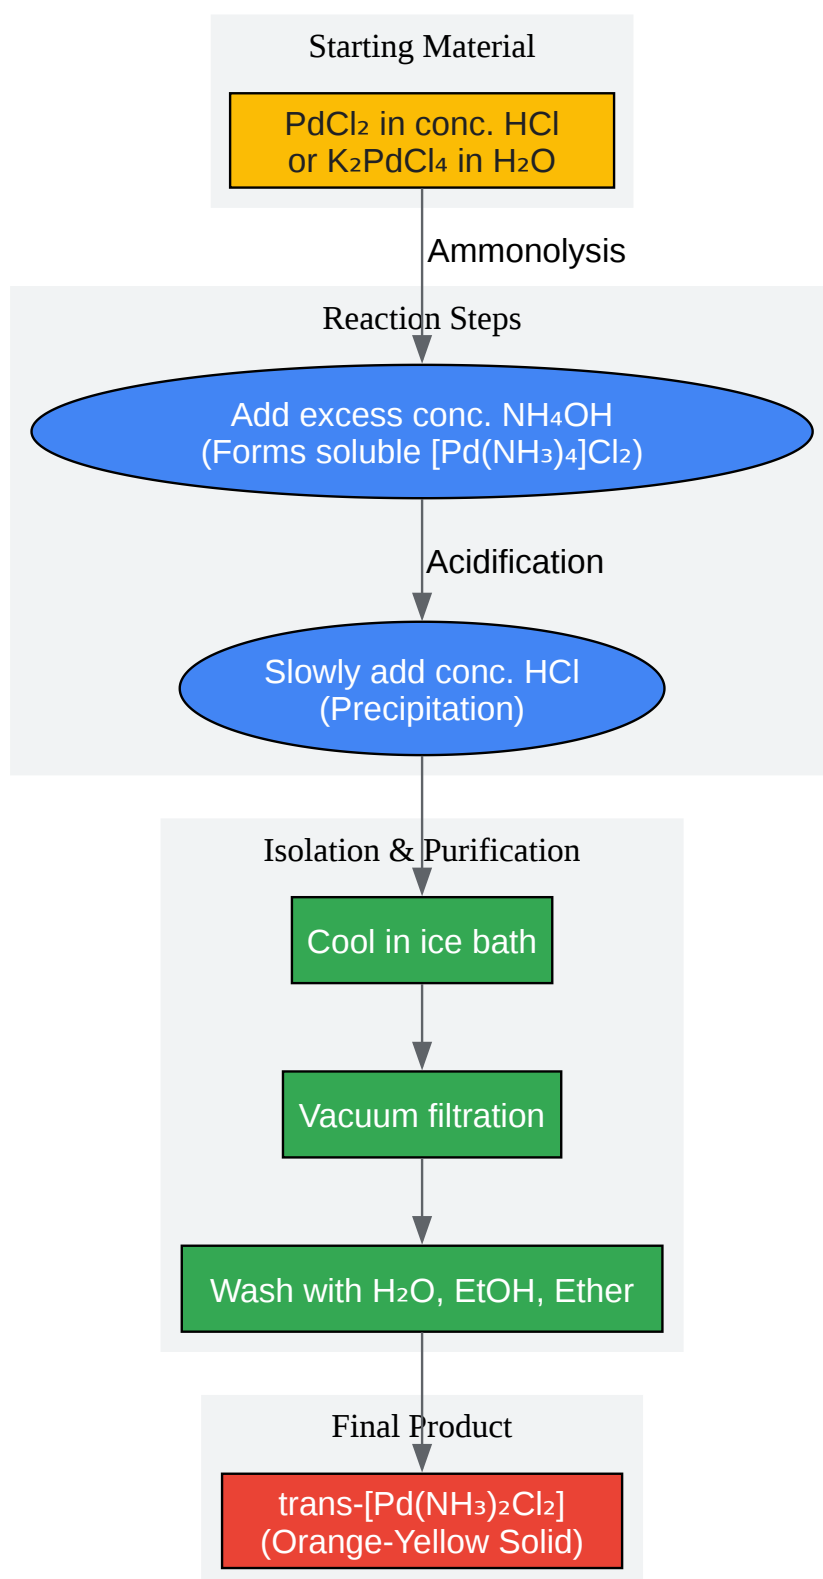 Starting Material
PdCl₂ in conc. HCl
or K₂PdCl₄ in H₂O
Ammonolysis
Reaction Steps
Add excess conc. NH₄OH
(Forms soluble [Pd(NH₃)₄]Cl₂)
Acidification
Slowly add conc. HCl
(Precipitation)
Isolation & Purification
Cool in ice bath
Vacuum filtration
Wash with H₂O, EtOH, Ether
Final Product
trans-[Pd(NH₃)₂Cl₂]
(Orange-Yellow Solid)